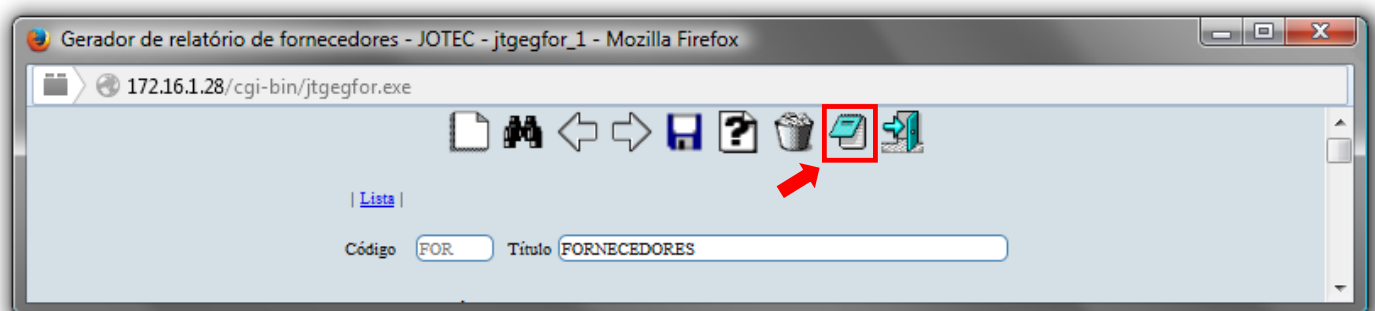 Gerador de relatório de fornecedores - JOTEC - jtgegfor_1 - Mozilla Firefox
172.16.1.28/cgi-bin/jtgegfor.exe
| Lista |
Código FOR Título FORNECEDORES